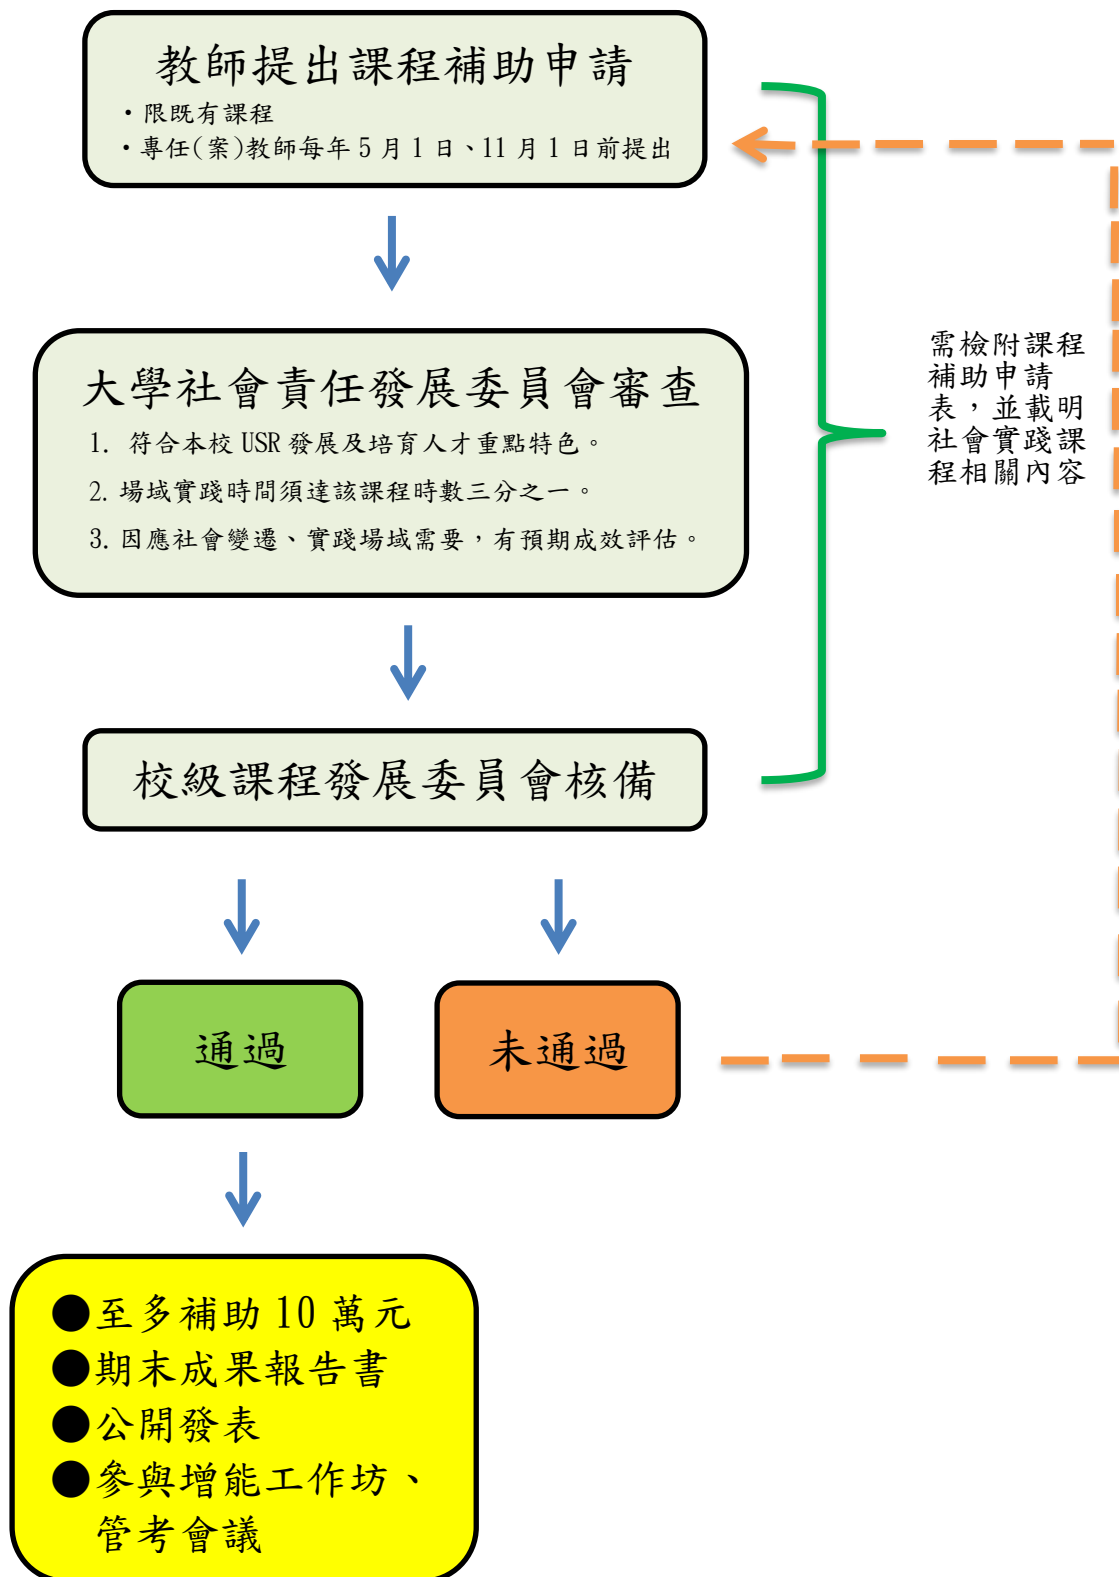 教師提出課程補助申請
・限既有課程
・專任(案)教師每年 5 月 1 日、11 月 1 日前提出
大學社會責任發展委員會審查
1. 符合本校 USR 發展及培育人才重點特色。
2. 場域實踐時間須達該課程時數三分之一。
3. 因應社會變遷、實踐場域需要，有預期成效評估。
需檢附課程
補助申請
表，並載明
社會實踐課
程相關內容
校級課程發展委員會核備
通過
未通過
●至多補助 10 萬元
●期末成果報告書
●公開發表
●參與增能工作坊、
管考會議